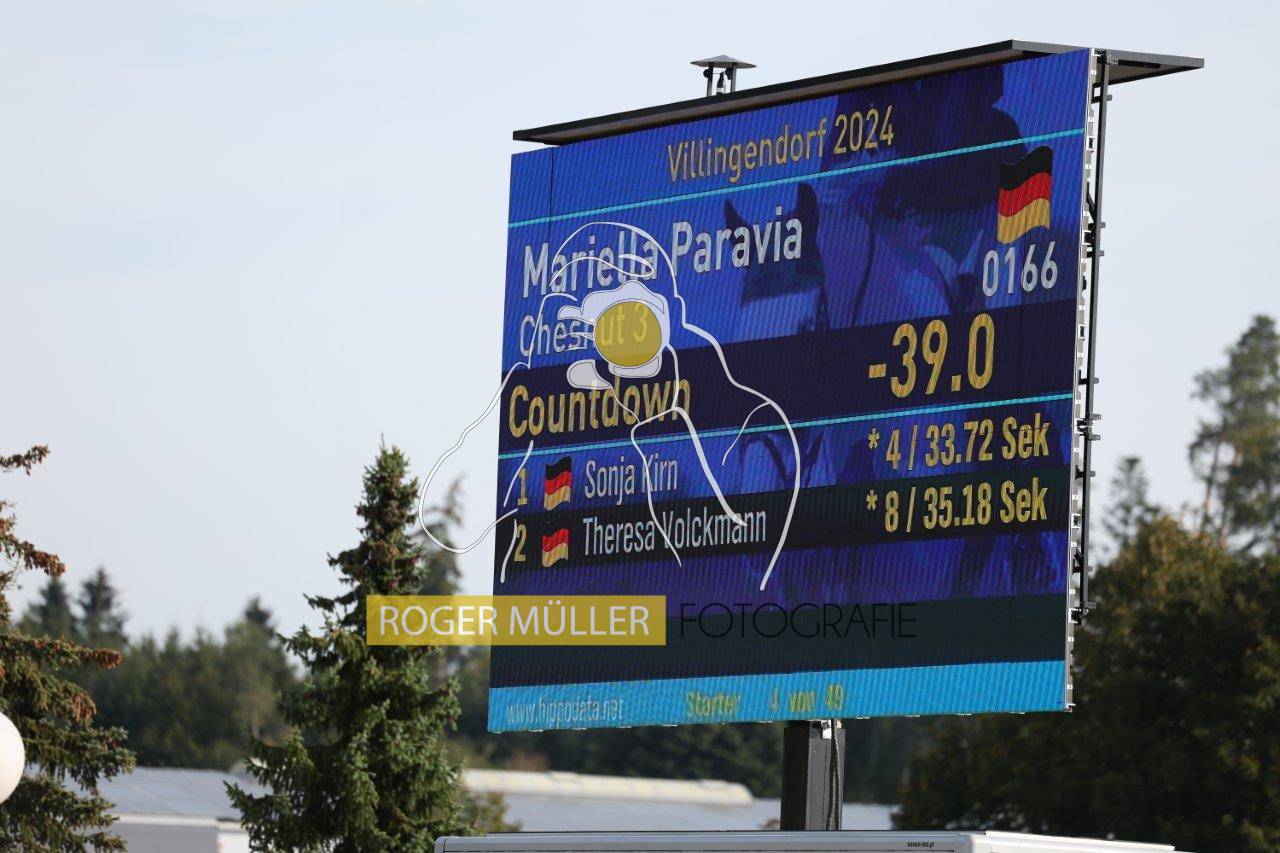 Villingendorf 2024
Mariella Paravia
0166
Chesnut 3
Countdown -39.0
1 Sonja Kirn * 4 / 33.72 Sek
2 Theresa Volckmann * 8 / 35.18 Sek
ROGER MÜLLER FOTOGRAFIE
www.hippodata.net Starter 4 von 49